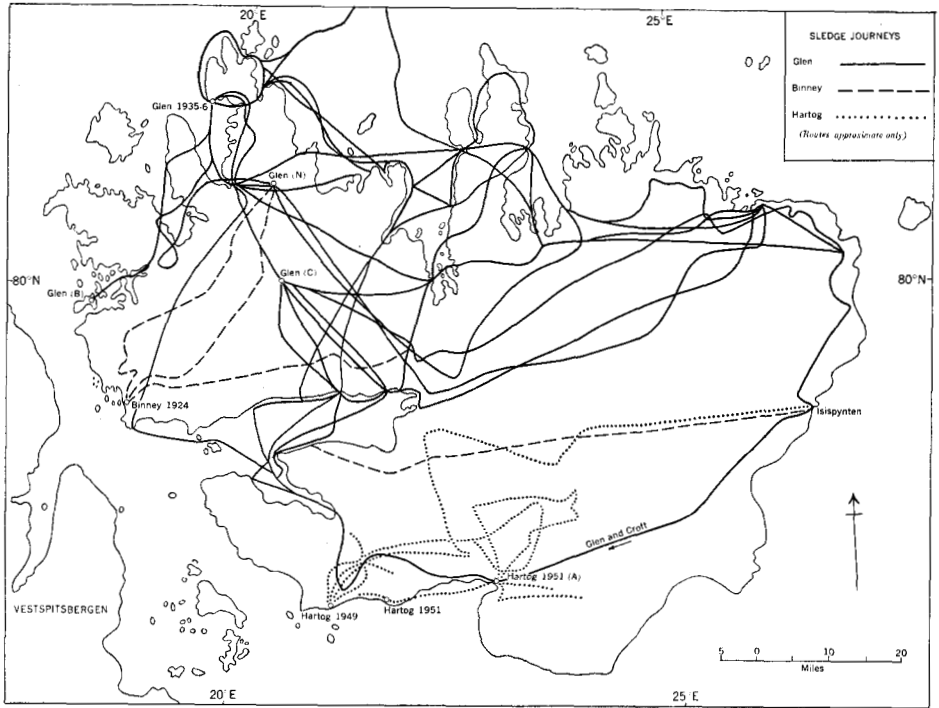 20°E
25°E
SLEDGE JOURNEYS
Glen
Binney
Hartog
(Routes approximate only)
Glen 1935-6
Glen (N)
Glen (C)
80°N
80°N
Glen (B)
Binney 1924
Isispynten
Glen and Croft
Hartog 1951 (A)
VESTSPITSBERGEN
Hartog 1949
Hartog 1951
5 0 10 20
Miles
20°E
25°E